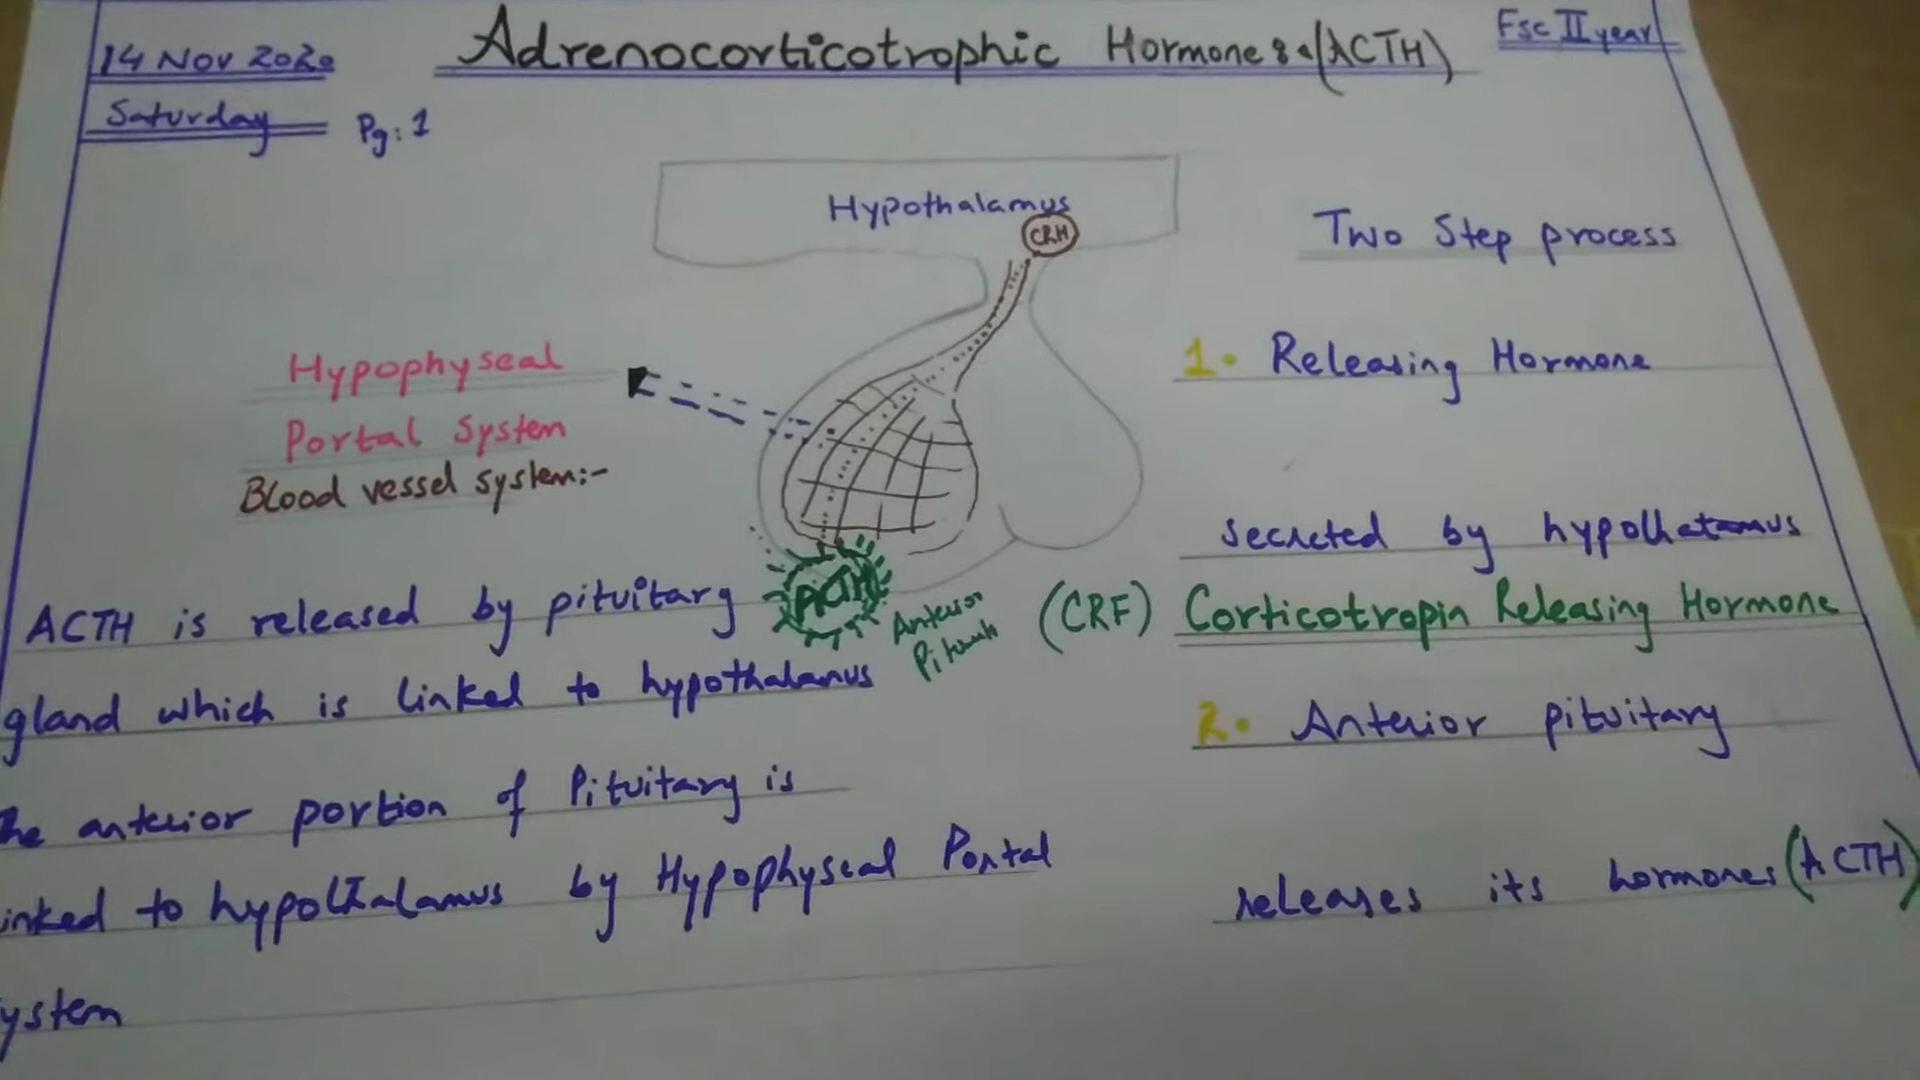 14 Nov 2020
Adrenocorticotrophic Hormone :- (ACTH)
Fsc II year
Saturday
Pg: 1
Hypothalamus
CRH
Two Step process
Hypophyseal
Portal System
Blood vessel system:-
1. Releasing Hormone
secreted by hypothatamus
(CRF) Corticotropin Releasing Hormone
ACTH
Anterior
ACTH is released by pituitary
gland which is linked to hypothalamus
he anterior portion of Pituitary is
inked to hypothalamus by Hypophyseal Portal
ystem
2. Anterior pituitary
releases its hormones (ACTH)